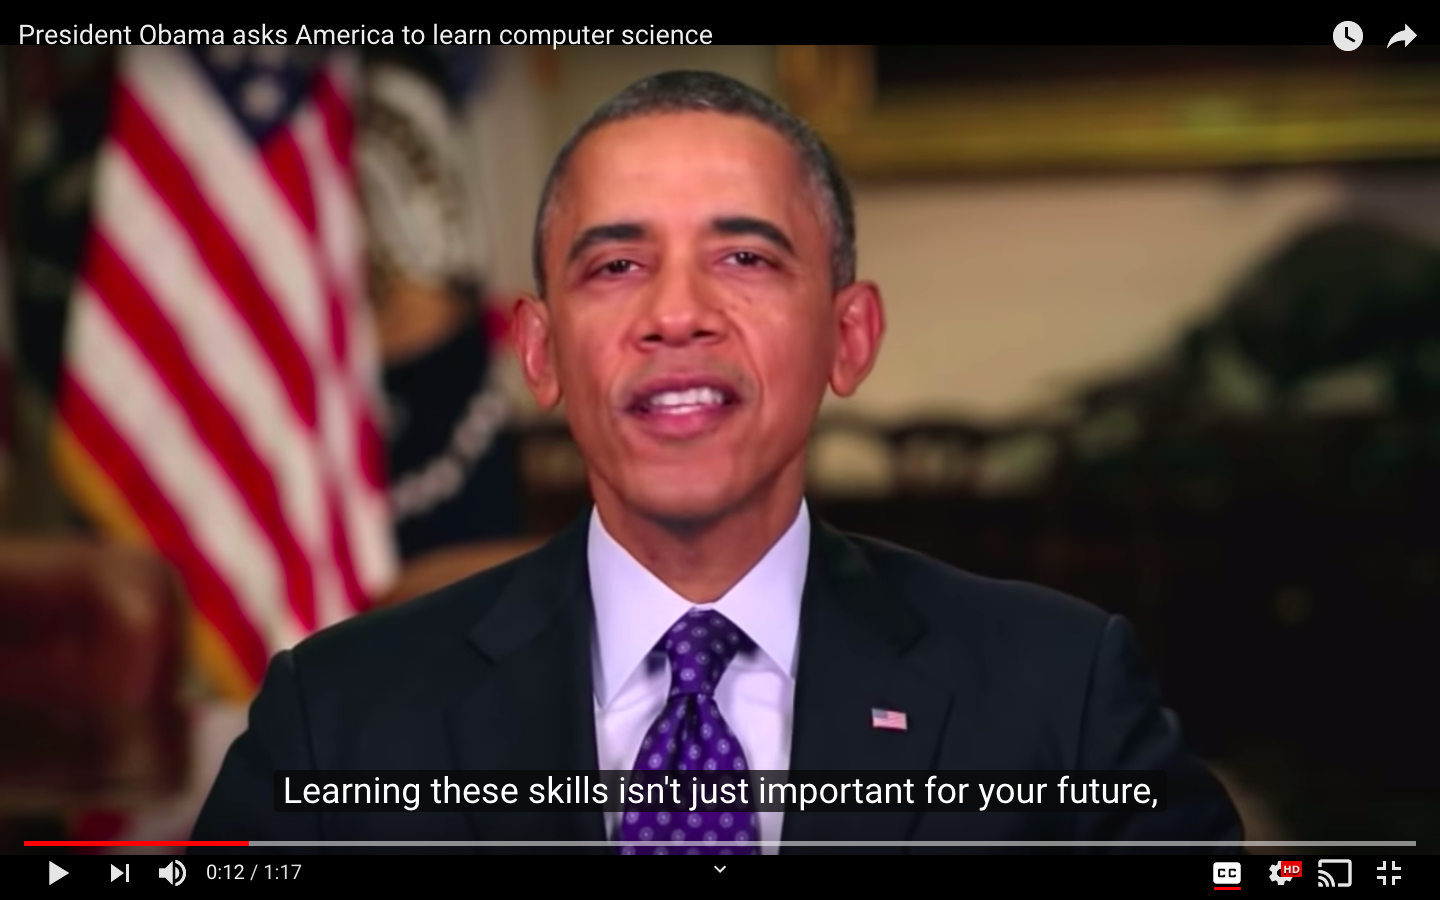 President Obama asks America to learn computer science
Learning these skills isn't just important for your future,
0:12 / 1:17
CC
HD